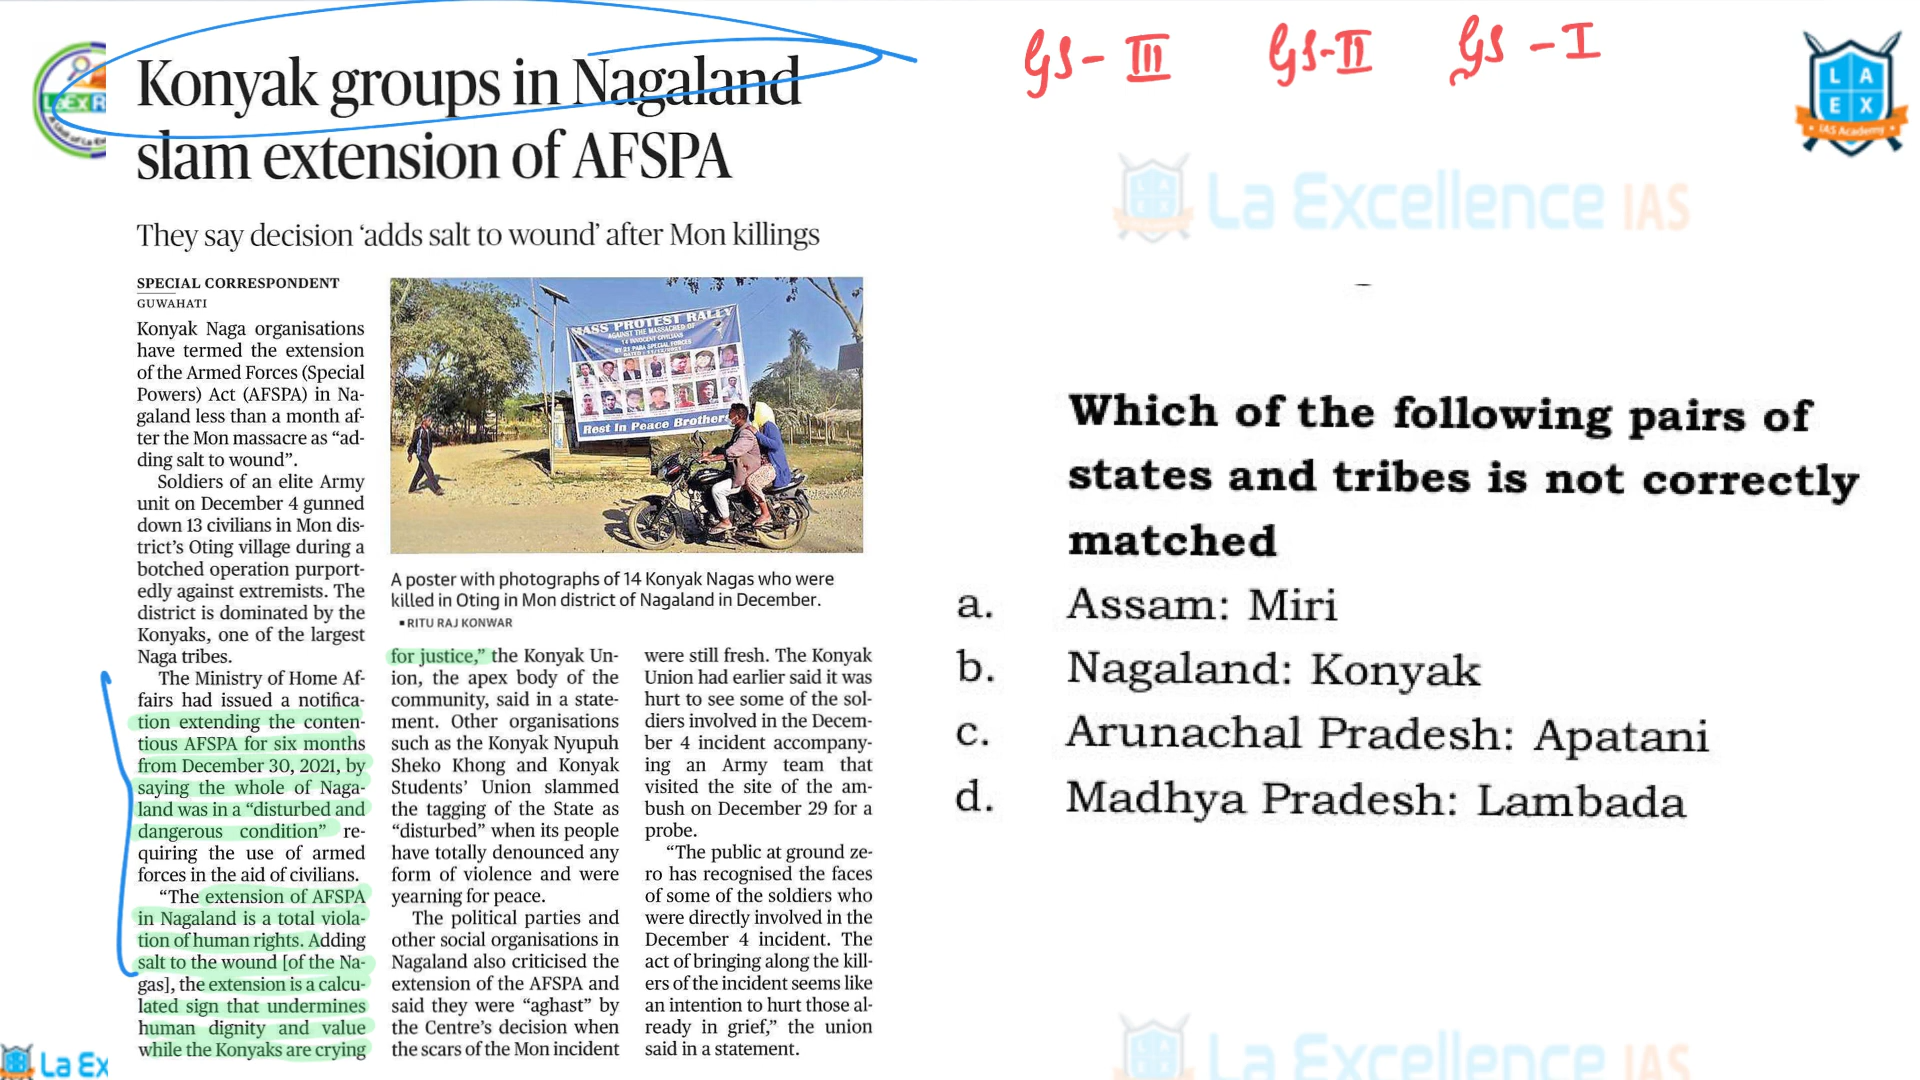 GS- III GS-II GS -I
Konyak groups in Nagaland
slam extension of AFSPA
They say decision ‘adds salt to wound’ after Mon killings
SPECIAL CORRESPONDENT
GUWAHATI
Konyak Naga organisations
have termed the extension
of the Armed Forces (Special
Powers) Act (AFSPA) in Na-
galand less than a month af-
ter the Mon massacre as “ad-
ding salt to wound”.
Soldiers of an elite Army
unit on December 4 gunned
down 13 civilians in Mon dis-
trict’s Oting village during a
botched operation purport-
edly against extremists. The
district is dominated by the
Konyaks, one of the largest
Naga tribes.
The Ministry of Home Af-
fairs had issued a notifica-
tion extending the conten-
tious AFSPA for six months
from December 30, 2021, by
saying the whole of Naga-
land was in a “disturbed and
dangerous condition” re-
quiring the use of armed
forces in the aid of civilians.
“The extension of AFSPA
in Nagaland is a total viola-
tion of human rights. Adding
salt to the wound [of the Na-
gas], the extension is a calcu-
lated sign that undermines
human dignity and value
while the Konyaks are crying
MASS PROTEST RALLY
AGAINST THE MASSACRED OF
14 INNOCENT CIVILIANS
BY 21 PARA SPECIAL FORCES
Rest In Peace Brothers
A poster with photographs of 14 Konyak Nagas who were
killed in Oting in Mon district of Nagaland in December.
▪ RITU RAJ KONWAR
for justice,” the Konyak Un-
ion, the apex body of the
community, said in a state-
ment. Other organisations
such as the Konyak Nyupuh
Sheko Khong and Konyak
Students’ Union slammed
the tagging of the State as
“disturbed” when its people
have totally denounced any
form of violence and were
yearning for peace.
The political parties and
other social organisations in
Nagaland also criticised the
extension of the AFSPA and
said they were “aghast” by
the Centre’s decision when
the scars of the Mon incident
were still fresh. The Konyak
Union had earlier said it was
hurt to see some of the sol-
diers involved in the Decem-
ber 4 incident accompany-
ing an Army team that
visited the site of the am-
bush on December 29 for a
probe.
“The public at ground ze-
ro has recognised the faces
of some of the soldiers who
were directly involved in the
December 4 incident. The
act of bringing along the kill-
ers of the incident seems like
an intention to hurt those al-
ready in grief,” the union
said in a statement.
LA
EX
IAS Academy
La Excellence IAS
Which of the following pairs of
states and tribes is not correctly
matched
a. Assam: Miri
b. Nagaland: Konyak
c. Arunachal Pradesh: Apatani
d. Madhya Pradesh: Lambada
La Ex
La Excellence IAS